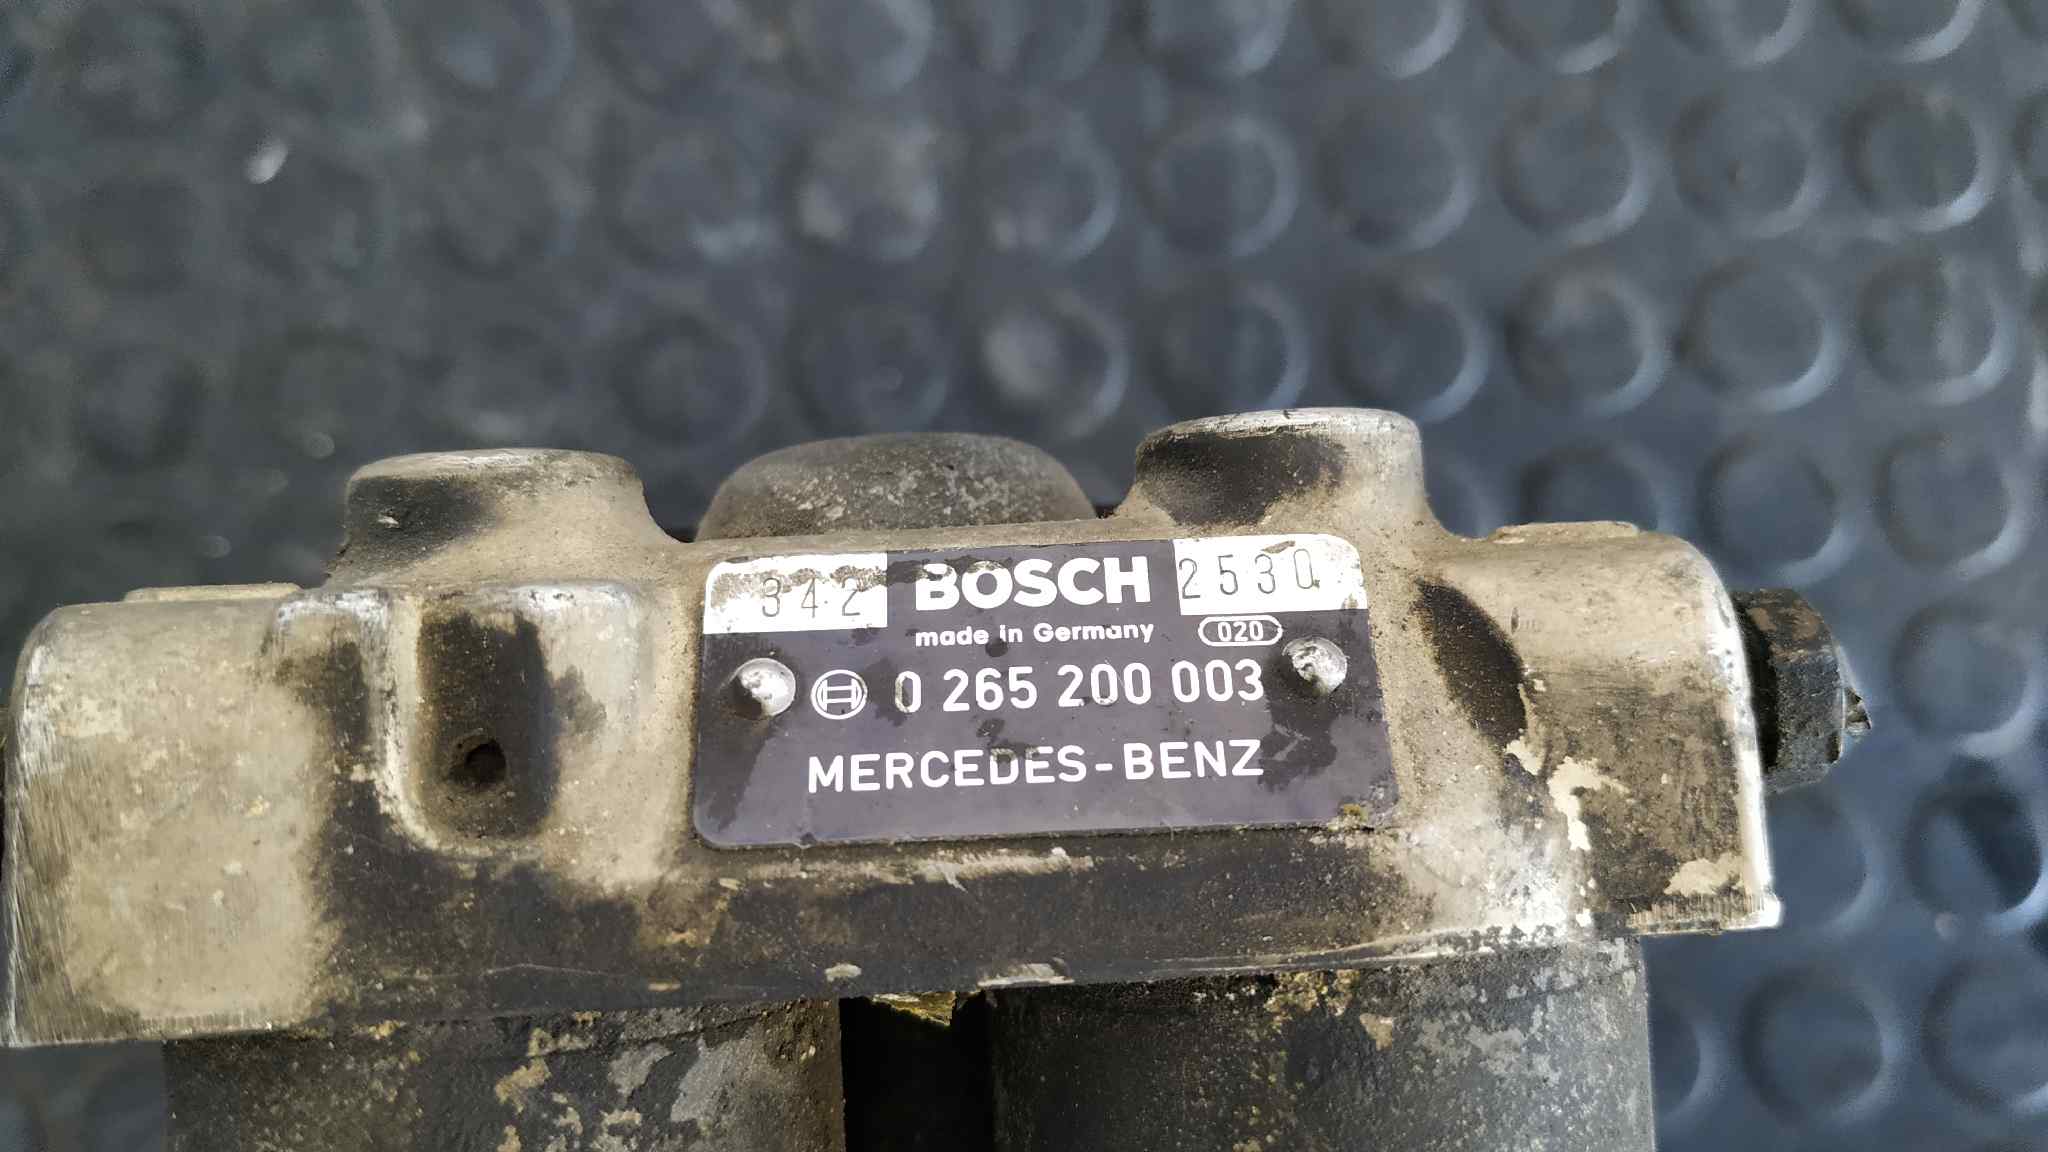 342 BOSCH 2530
made in Germany 020
0 265 200 003
MERCEDES-BENZ